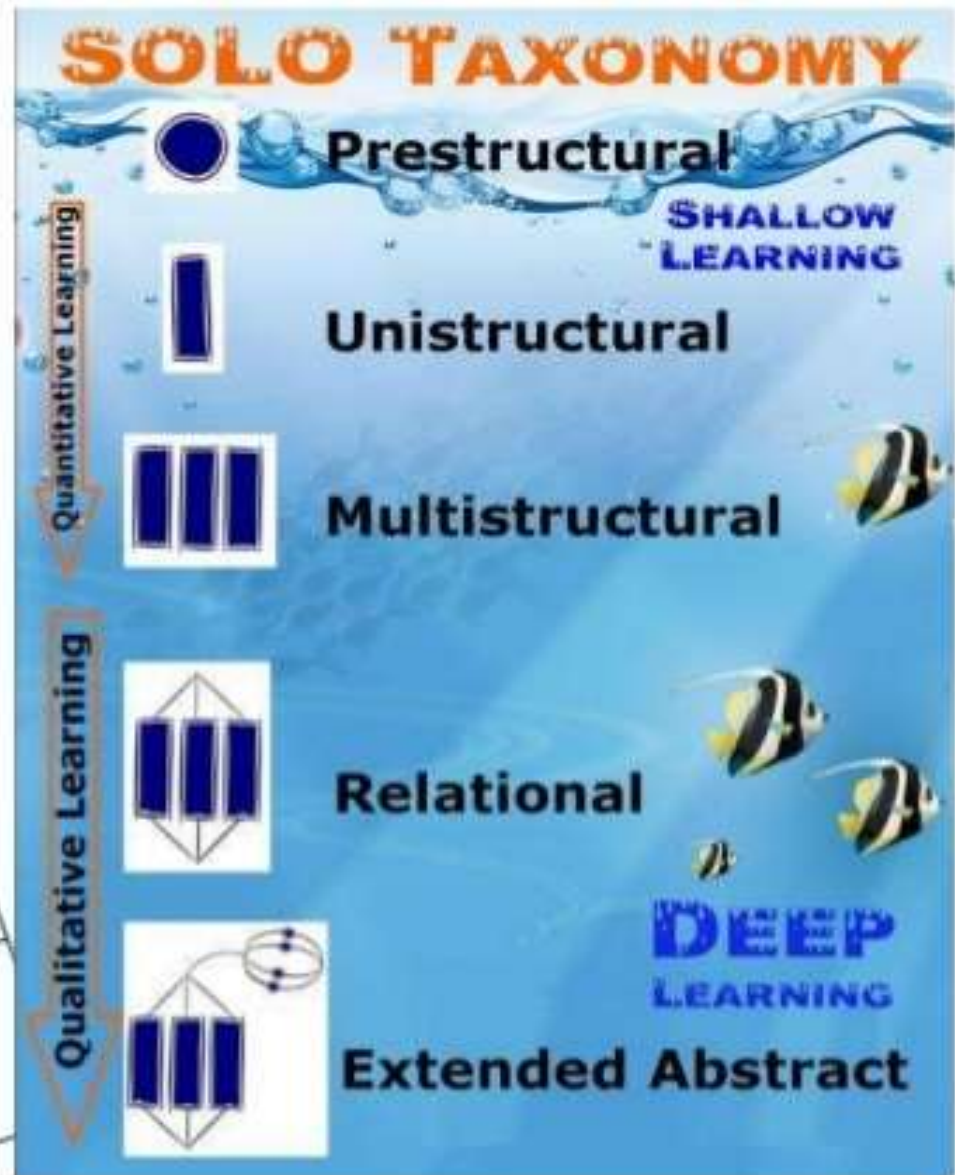 SOLO TAXONOMY
Prestructural
SHALLOW
LEARNING
Quantitative Learning
Unistructural
Multistructural
Qualitative Learning
Relational
DEEP
LEARNING
Extended Abstract